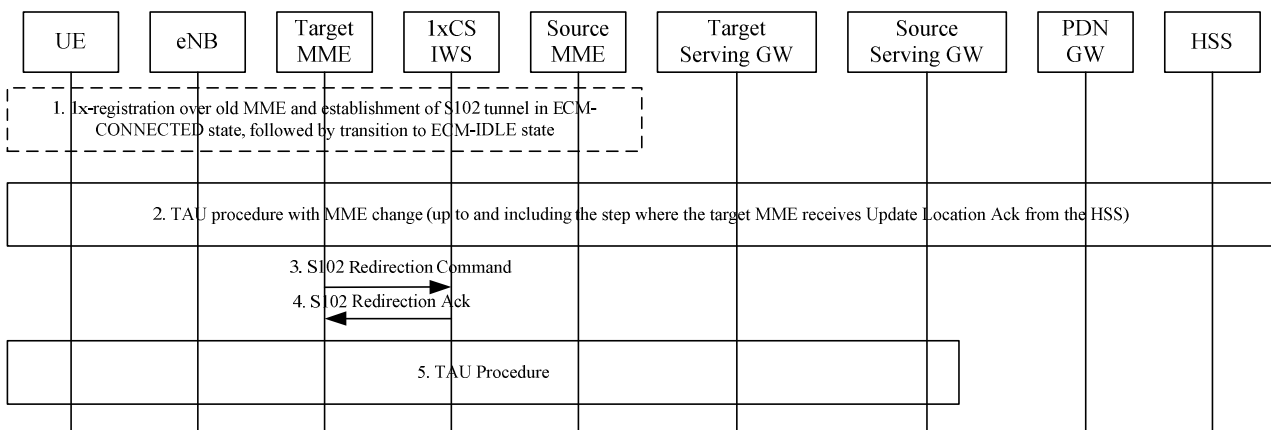 UE
eNB
Target
MME
1xCS
IWS
Source
MME
Target
Serving GW
Source
Serving GW
PDN
GW
HSS
1. 1x-registration over old MME and establishment of S102 tunnel in ECM-
CONNECTED state, followed by transition to ECM-IDLE state
2. TAU procedure with MME change (up to and including the step where the target MME receives Update Location Ack from the HSS)
3. S102 Redirection Command
4. S102 Redirection Ack
5. TAU Procedure